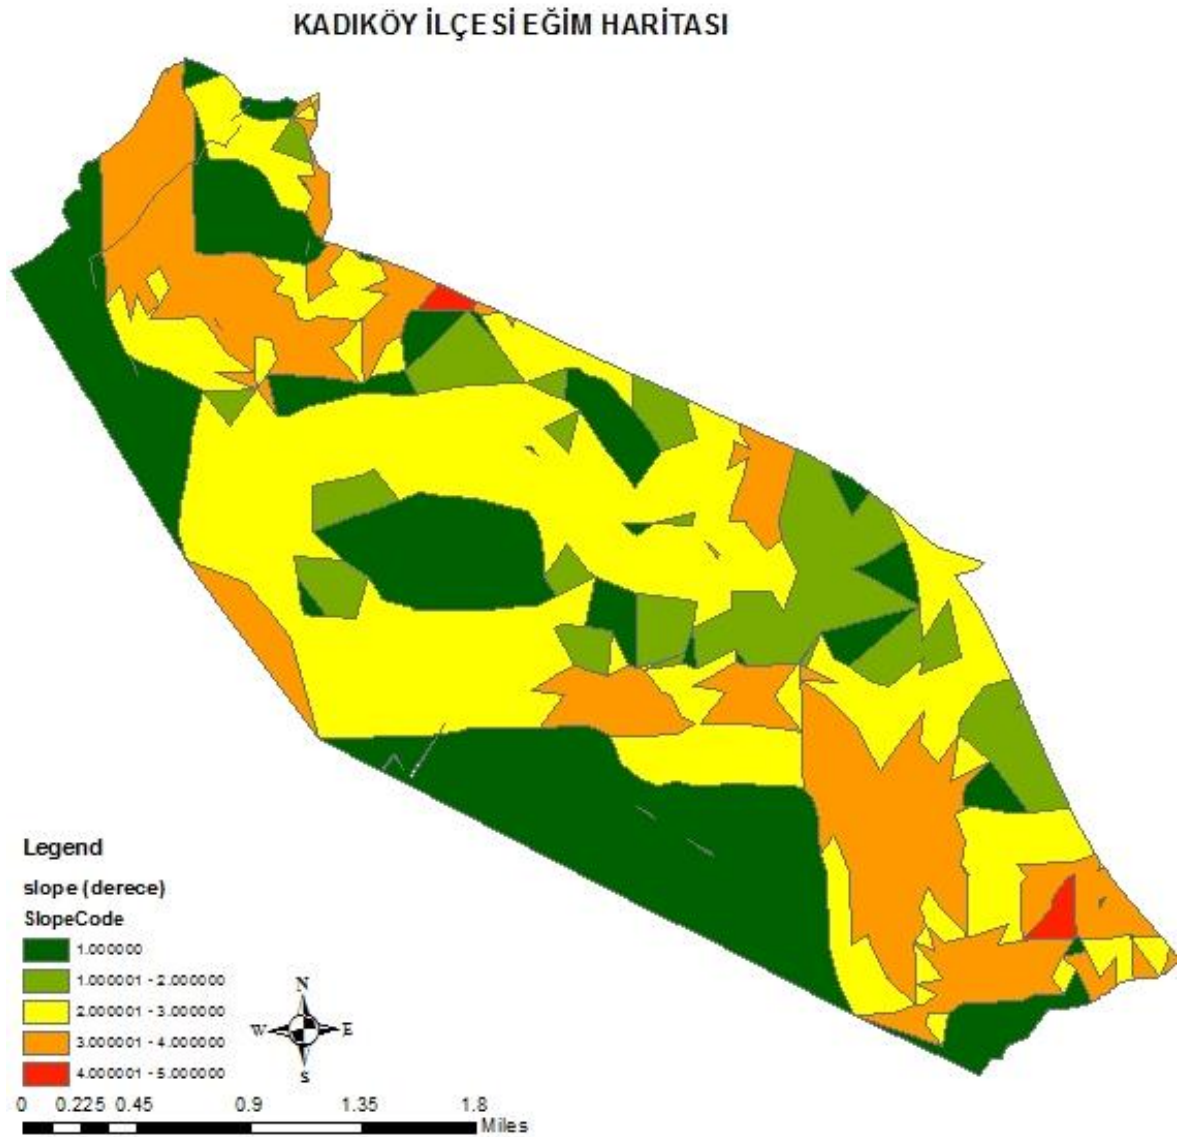 KADIKÖY İLÇESİ EĞİM HARİTASI
Legend
slope (derece)
SlopeCode
1.000000
1.000001 - 2.000000
2.000001 - 3.000000
3.000001 - 4.000000
4.000001 - 5.000000
N
W E
S
0 0.225 0.45 0.9 1.35 1.8
Miles